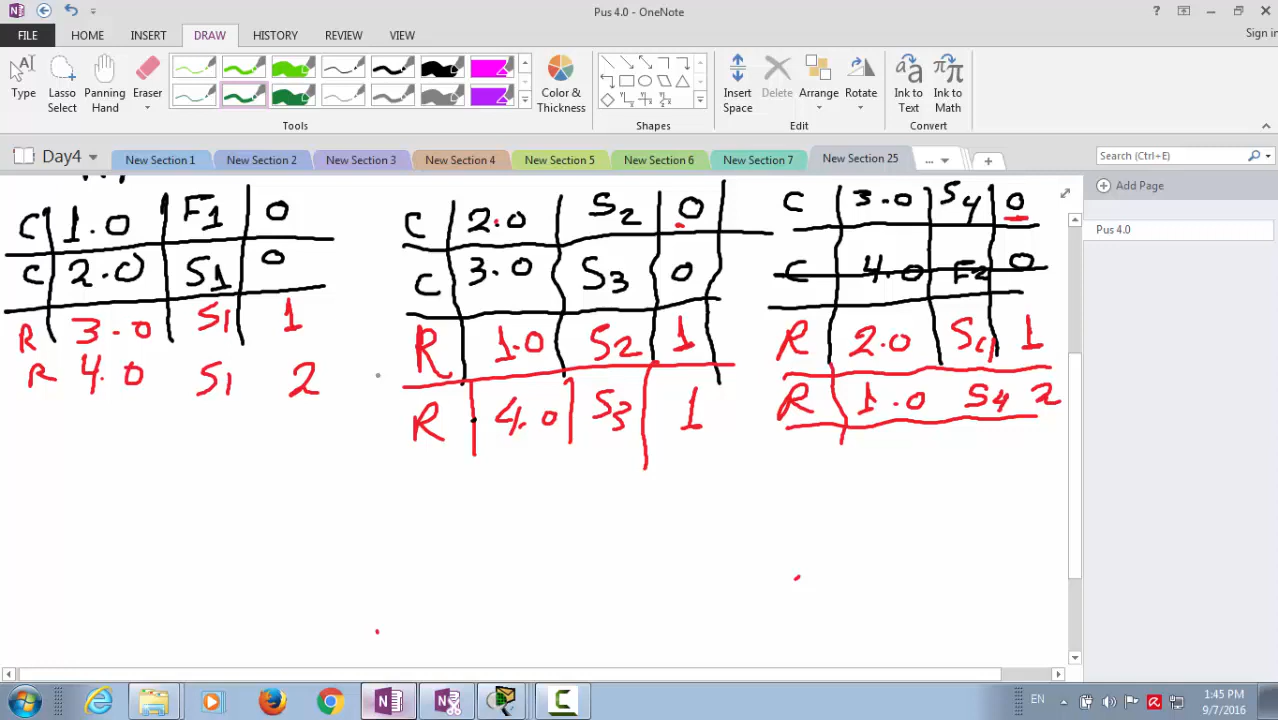 Pus 4.0 - OneNote
?
FILE HOME INSERT DRAW HISTORY REVIEW VIEW
Sign in
Type Lasso Select Panning Hand Eraser
Color & Thickness
Insert Space Delete Arrange Rotate
Ink to Text Ink to Math
Tools Shapes Edit Convert
Day4 New Section 1 New Section 2 New Section 3 New Section 4 New Section 5 New Section 6 New Section 7 New Section 25 ... +
Search (Ctrl+E)
Add Page
Pus 4.0
C 1.0 F1 0
C 2.0 S1 0
R 3.0 S1 1
R 4.0 S1 2
C 2.0 S2 0
C 3.0 S3 0
R 1.0 S2 1
R 4.0 S3 1
C 3.0 S4 0
C 4.0 F2 0
R 2.0 S4 1
R 1.0 S4 2
EN
1:45 PM
9/7/2016